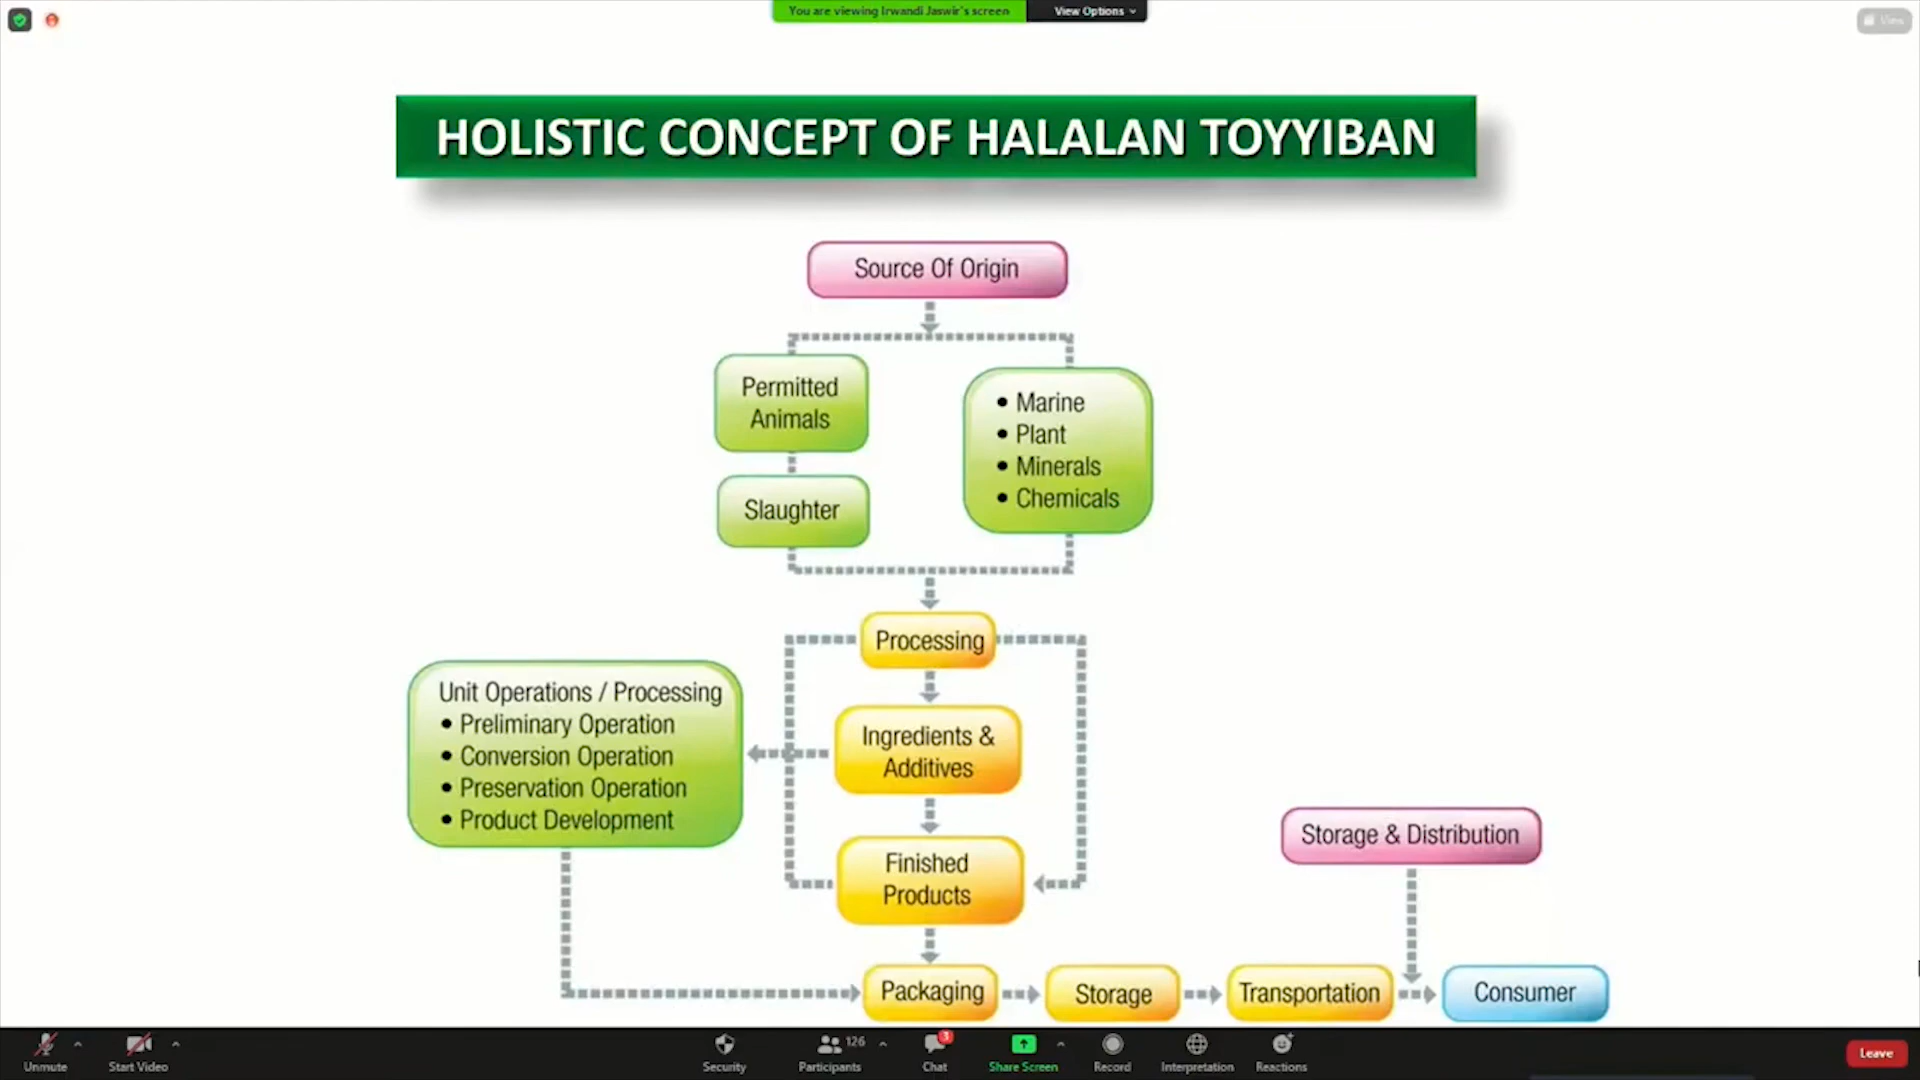 You are viewing Irwandi Jaswir's screen
View Options
View
HOLISTIC CONCEPT OF HALALAN TOYYIBAN
Source Of Origin
Permitted
Animals
• Marine
• Plant
• Minerals
• Chemicals
Slaughter
Processing
Unit Operations / Processing
• Preliminary Operation
• Conversion Operation
• Preservation Operation
• Product Development
Ingredients &
Additives
Finished
Products
Storage & Distribution
Packaging
Storage
Transportation
Consumer
Unmute
Start Video
Security
126
Participants
3
Chat
Share Screen
Record
Interpretation
Reactions
Leave